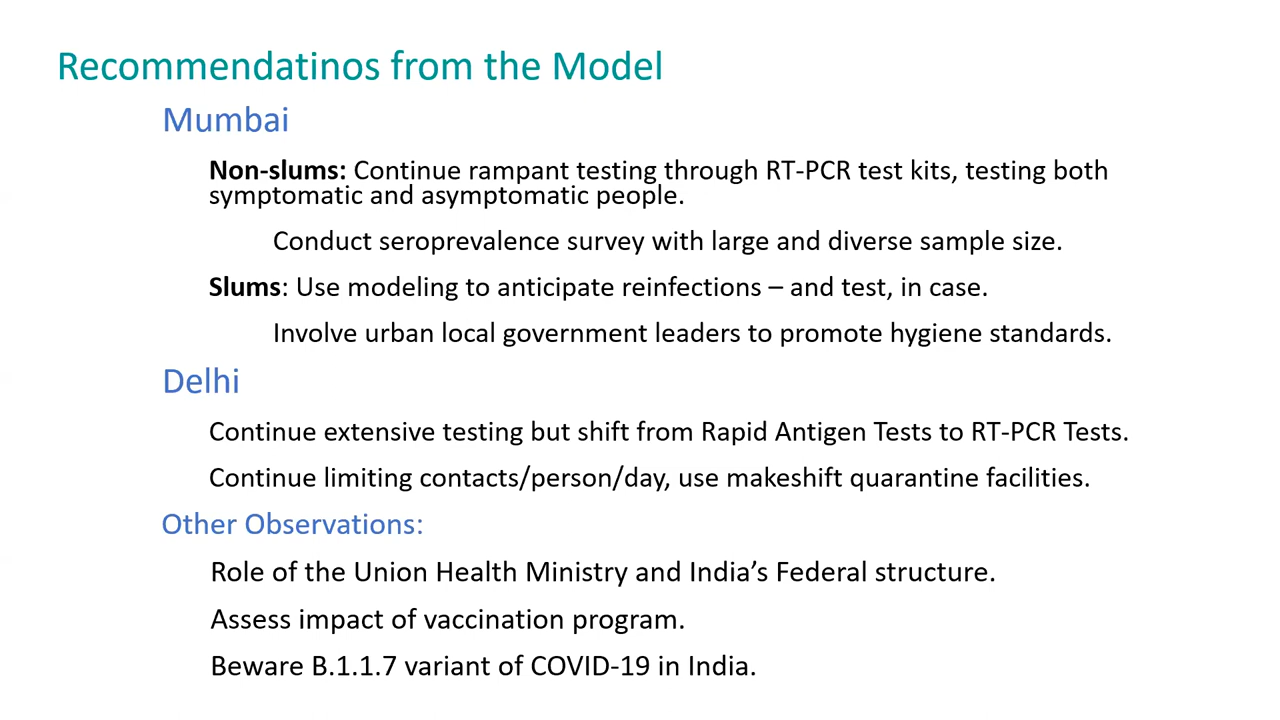 Recommendatinos from the Model
Mumbai
Non-slums: Continue rampant testing through RT-PCR test kits, testing both
symptomatic and asymptomatic people.
Conduct seroprevalence survey with large and diverse sample size.
Slums: Use modeling to anticipate reinfections – and test, in case.
Involve urban local government leaders to promote hygiene standards.
Delhi
Continue extensive testing but shift from Rapid Antigen Tests to RT-PCR Tests.
Continue limiting contacts/person/day, use makeshift quarantine facilities.
Other Observations:
Role of the Union Health Ministry and India’s Federal structure.
Assess impact of vaccination program.
Beware B.1.1.7 variant of COVID-19 in India.